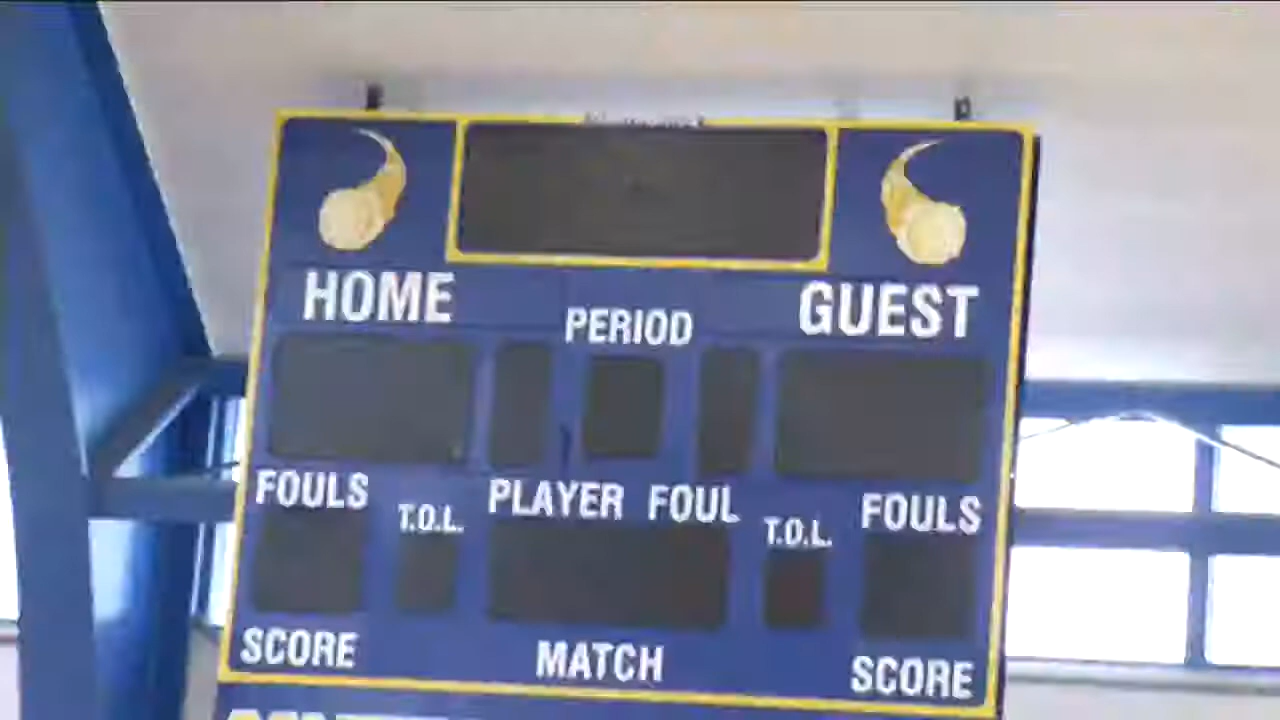 HOME PERIOD GUEST
FOULS T.O.L. PLAYER FOUL T.O.L. FOULS
SCORE MATCH SCORE